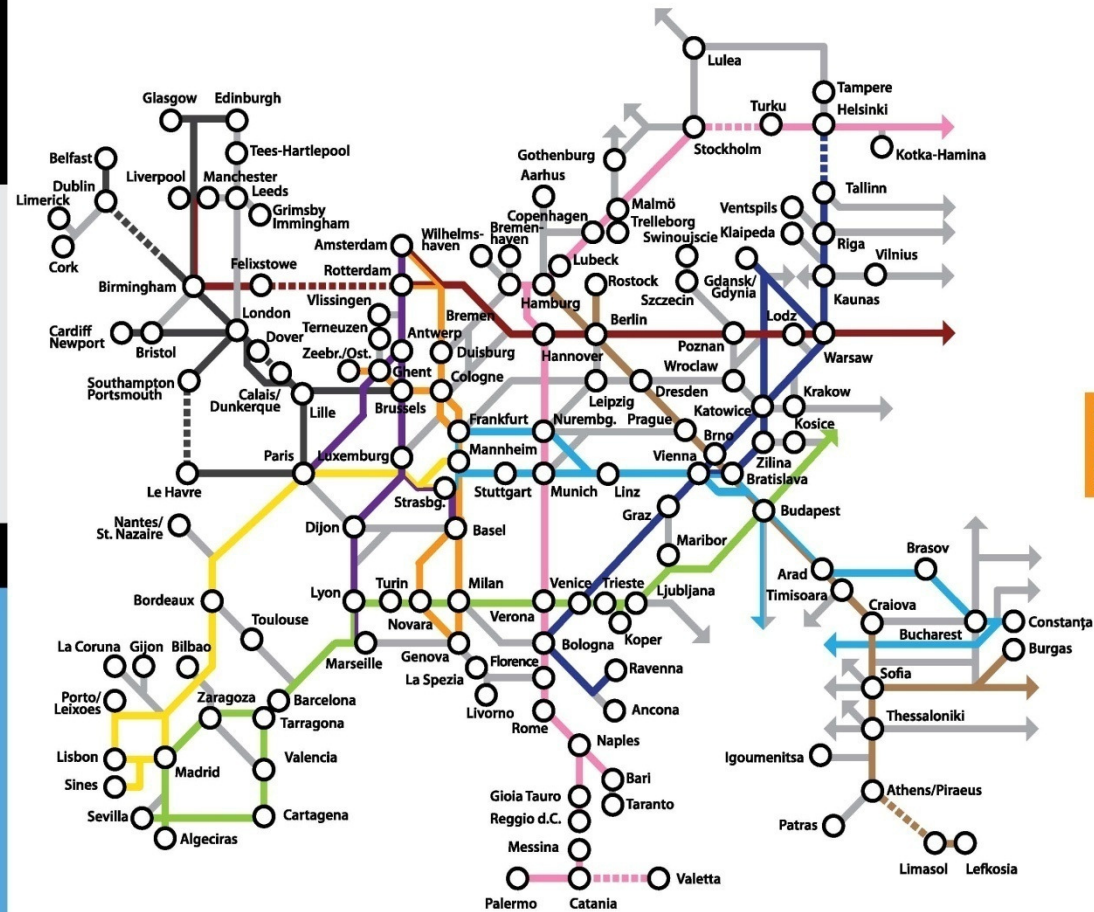 Lulea
Glasgow
Edinburgh
Tampere
Turku
Helsinki
Stockholm
Kotka-Hamina
Tees-Hartlepool
Belfast
Gothenburg
Aarhus
Dublin
Liverpool
Manchester
Leeds
Limerick
Grimsby
Immingham
Cork
Tallinn
Ventspils
Klaipeda
Riga
Vilnius
Kaunas
Malmö
Copenhagen
Trelleborg
Swinoujscie
Wilhelms-
haven
Bremen-
haven
Amsterdam
Lubeck
Rotterdam
Felixstowe
Birmingham
Vlissingen
Rostock
Gdansk/
Gdynia
Szczecin
Hamburg
Bremen
Lodz
London
Terneuzen
Antwerp
Berlin
Cardiff
Newport
Bristol
Dover
Zeebr./Ost.
Duisburg
Hannover
Poznan
Warsaw
Ghent
Cologne
Wroclaw
Southampton
Portsmouth
Calais/
Dunkerque
Lille
Brussels
Leipzig
Dresden
Katowice
Krakow
Kosice
Frankfurt
Nurembg.
Prague
Brno
Paris
Luxemburg
Mannheim
Vienna
Zilina
Bratislava
Le Havre
Strasbg.
Stuttgart
Munich
Linz
Nantes/
St. Nazaire
Dijon
Basel
Graz
Budapest
Maribor
Arad
Brasov
Timisoara
Bordeaux
Lyon
Turin
Milan
Venice
Trieste
Ljubljana
Craiova
Novara
Verona
Koper
Bucharest
Constanţa
Toulouse
Marseille
Genova
Bologna
Burgas
La Coruna
Gijon
Bilbao
Florence
La Spezia
Ravenna
Sofia
Porto/
Leixoes
Zaragoza
Barcelona
Livorno
Ancona
Tarragona
Rome
Thessaloniki
Lisbon
Madrid
Valencia
Naples
Igoumenitsa
Sines
Bari
Gioia Tauro
Taranto
Athens/Piraeus
Sevilla
Cartagena
Reggio d.C.
Algeciras
Patras
Messina
Limasol
Lefkosia
Palermo
Catania
Valetta